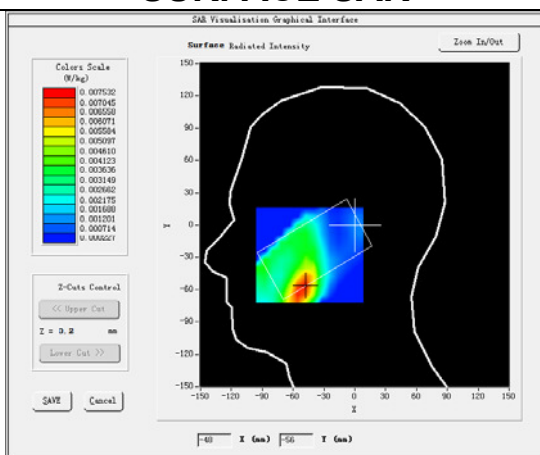 SAR Visualisation Graphical Interface
Surface Radiated Intensity
Zoom In/Out
Colors Scale
(W/kg)
0.007532
0.007045
0.006558
0.006071
0.005584
0.005097
0.004610
0.004123
0.003636
0.003149
0.002662
0.002175
0.001688
0.001201
0.000714
0.000227
150
120
90
60
30
0
-30
-60
-90
-120
-150
Y
-150 -120 -90 -60 -30 0 30 60 90 120 150
X
Z-Cuts Control
<< Upper Cut
Z = 3.2 mm
Lower Cut >>
SAVE Cancel
-48 X (mm) -56 Y (mm)